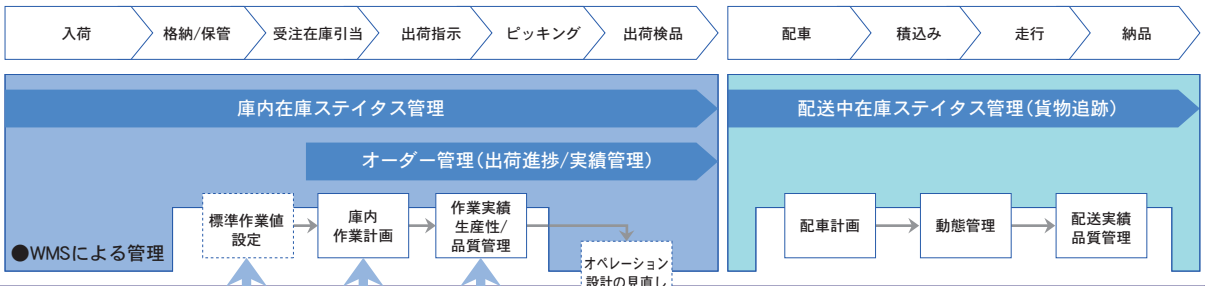 入荷
格納/保管
受注在庫引当
出荷指示
ピッキング
出荷検品
配車
積込み
走行
納品
庫内在庫ステイタス管理
配送中在庫ステイタス管理(貨物追跡)
オーダー管理(出荷進捗/実績管理)
標準作業値
設定
庫内
作業計画
作業実績
生産性/
品質管理
配車計画
動態管理
配送実績
品質管理
●WMSによる管理
オペレーション
設計の見直し